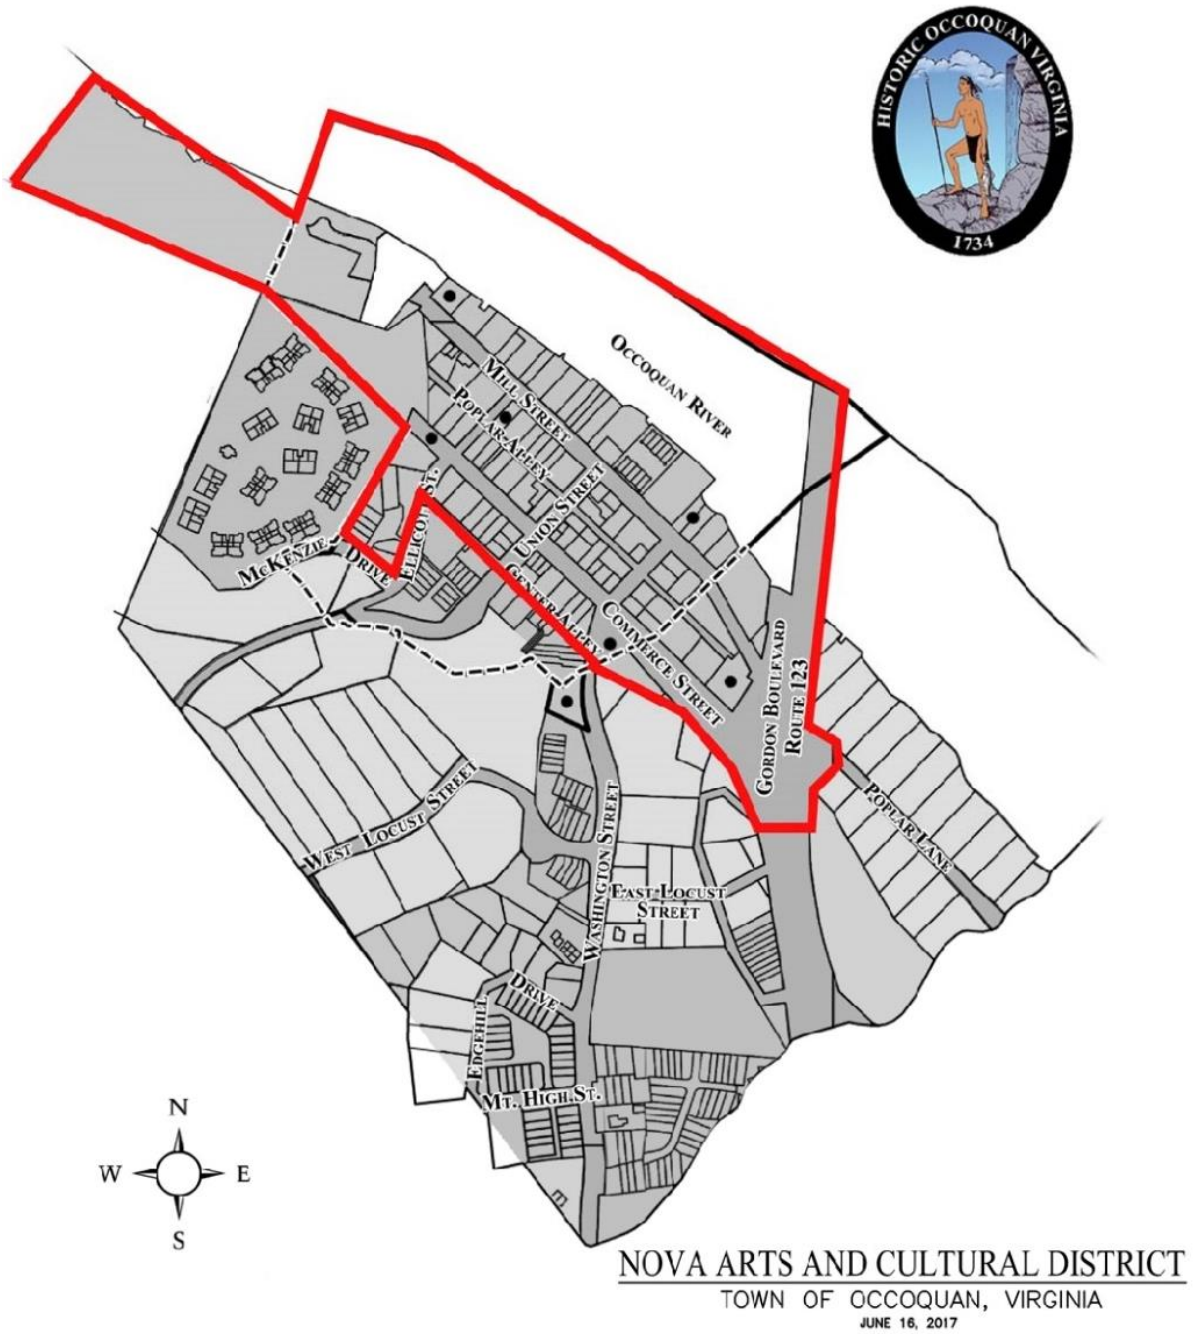 HISTORIC OCCOQUAN VIRGINIA
1734
OCCOQUAN RIVER
MILL STREET
POPLAR ALLEY
UNION STREET
ELLICOT ST.
MCKENZIE
DRIVE
CENTER ALLEY
COMMERCE STREET
GORDON BOULEVARD
ROUTE 123
POPLAR LANE
WEST LOCUST STREET
WASHINGTON STREET
EAST LOCUST
STREET
EDGEHILL
DRIVE
MT. HIGH ST.
N
W E
S
NOVA ARTS AND CULTURAL DISTRICT
TOWN OF OCCOQUAN, VIRGINIA
JUNE 16, 2017